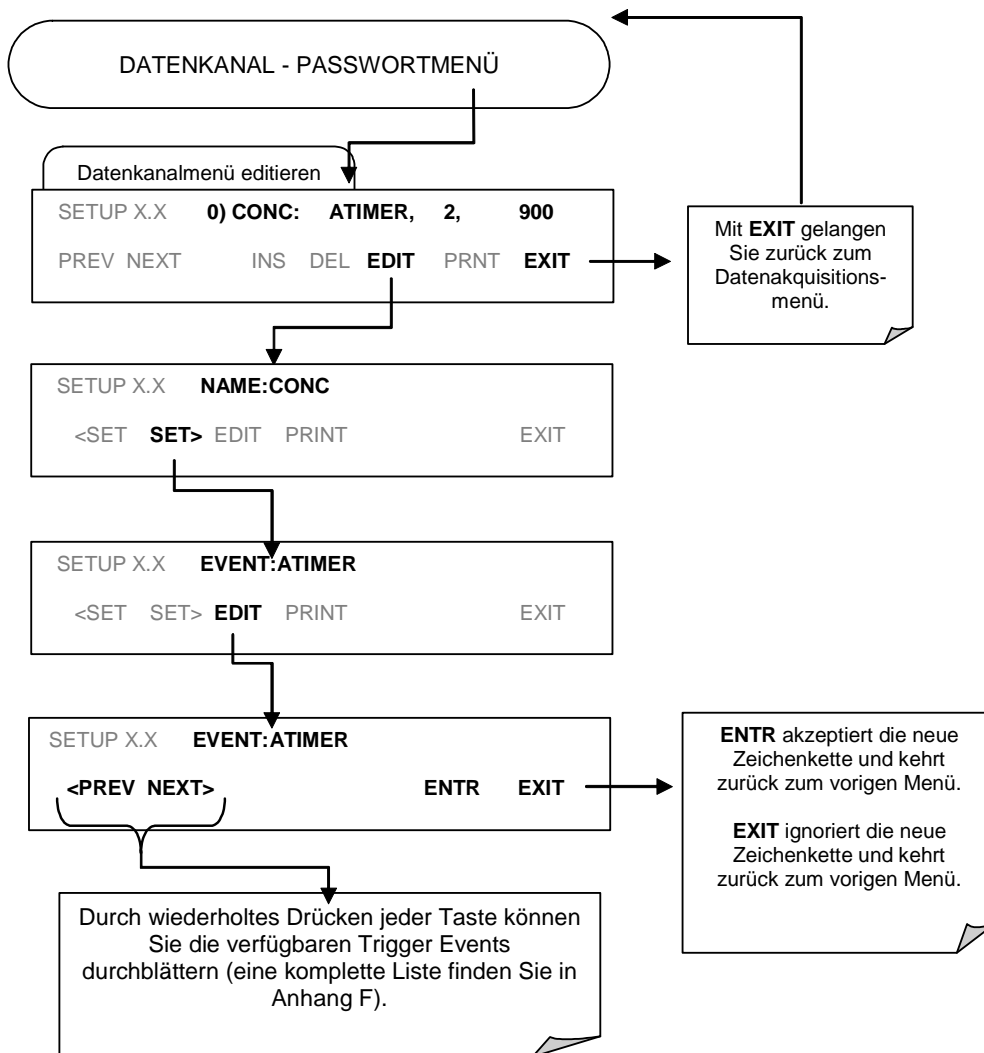 DATENKANAL - PASSWORTMENÜ
Datenkanalmenü editieren
SETUP X.X 0) CONC: ATIMER, 2, 900
PREV NEXT INS DEL EDIT PRNT EXIT
Mit EXIT gelangen
Sie zurück zum
Datenakquisitions-
menü.
SETUP X.X NAME:CONC
<SET SET> EDIT PRINT EXIT
SETUP X.X EVENT:ATIMER
<SET SET> EDIT PRINT EXIT
SETUP X.X EVENT:ATIMER
<PREV NEXT> ENTR EXIT
ENTR akzeptiert die neue
Zeichenkette und kehrt
zurück zum vorigen Menü.
EXIT ignoriert die neue
Zeichenkette und kehrt
zurück zum vorigen Menü.
Durch wiederholtes Drücken jeder Taste können
Sie die verfügbaren Trigger Events
durchblättern (eine komplette Liste finden Sie in
Anhang F).